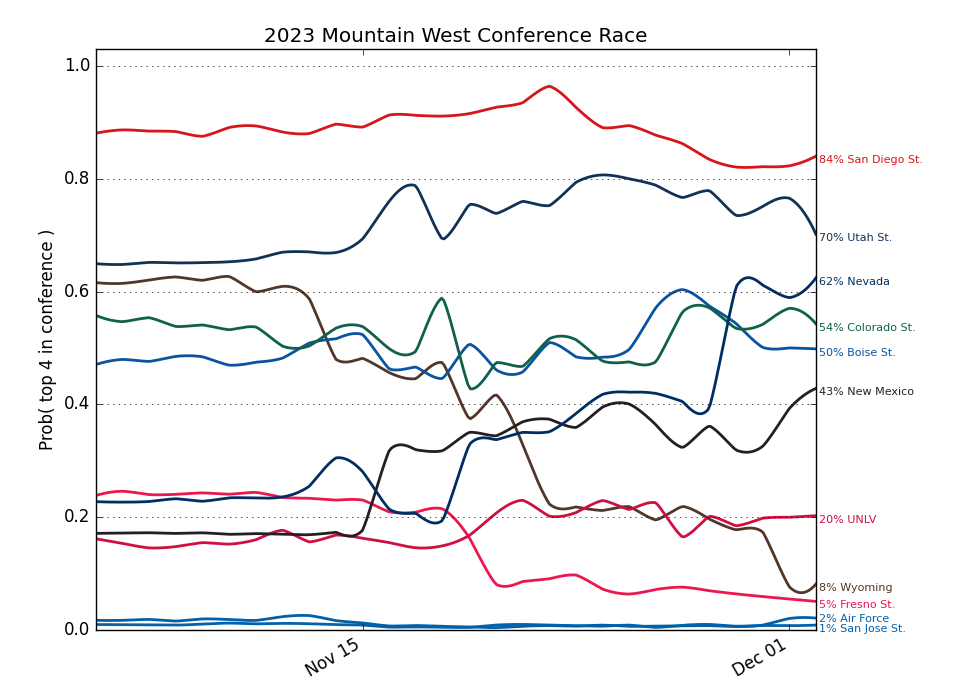 2023 Mountain West Conference Race
Prob( top 4 in conference )
1.0
0.8
0.6
0.4
0.2
0.0
Nov 15
Dec 01
84% San Diego St.
70% Utah St.
62% Nevada
54% Colorado St.
50% Boise St.
43% New Mexico
20% UNLV
8% Wyoming
5% Fresno St.
2% Air Force
1% San Jose St.